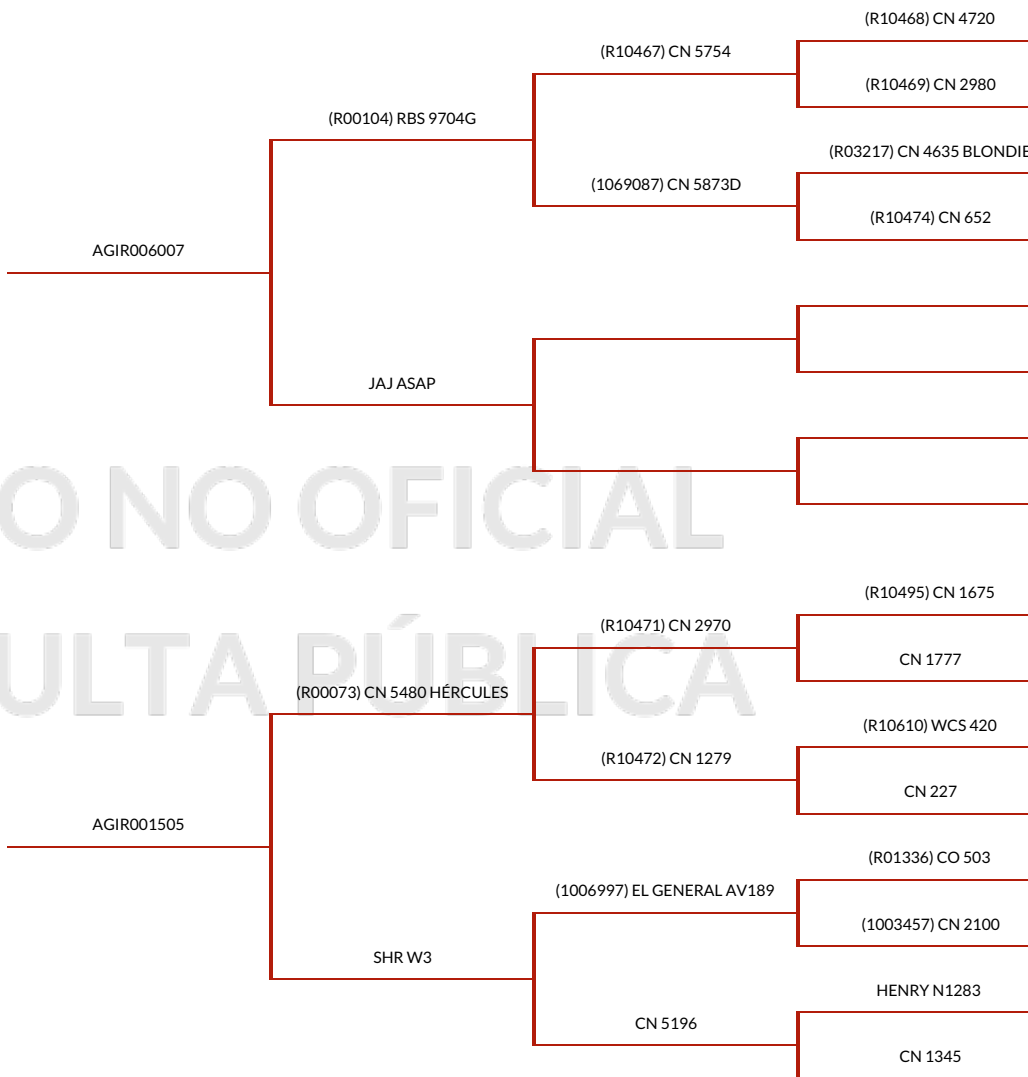 (R10468) CN 4720
(R10467) CN 5754
(R10469) CN 2980
(R00104) RBS 9704G
(R03217) CN 4635 BLONDIE
(1069087) CN 5873D
(R10474) CN 652
AGIR006007
JAJ ASAP
O NO OFICIAL
(R10495) CN 1675
(R10471) CN 2970
CN 1777
ULTA PÚBLICA
(R00073) CN 5480 HÉRCULES
(R10610) WCS 420
(R10472) CN 1279
CN 227
AGIR001505
(R01336) CO 503
(1006997) EL GENERAL AV189
(1003457) CN 2100
SHR W3
HENRY N1283
CN 5196
CN 1345